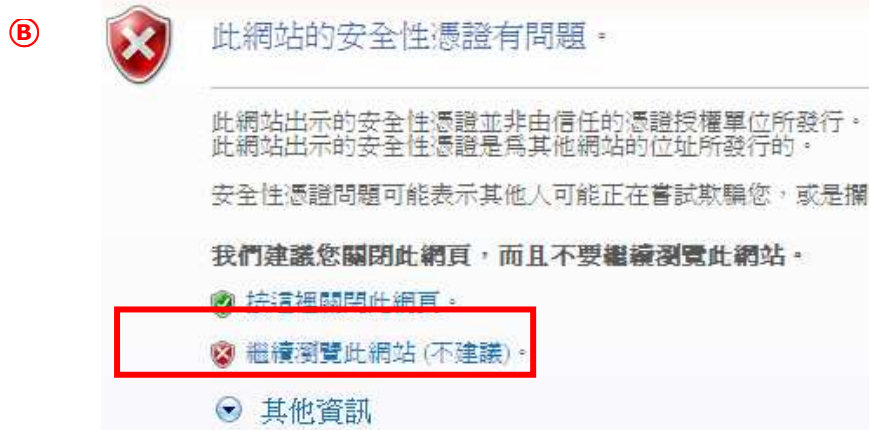 B
此網站的安全性憑證有問題。
此網站出示的安全性憑證並非由信任的憑證授權單位所發行。
此網站出示的安全性憑證是為其他網站的位址所發行的。
安全性憑證問題可能表示其他人可能正在嘗試欺騙您，或是攔
我們建議您關閉此網頁，而且不要繼續瀏覽此網站。
按這裡關閉此網頁。
繼續瀏覽此網站 (不建議)。
其他資訊